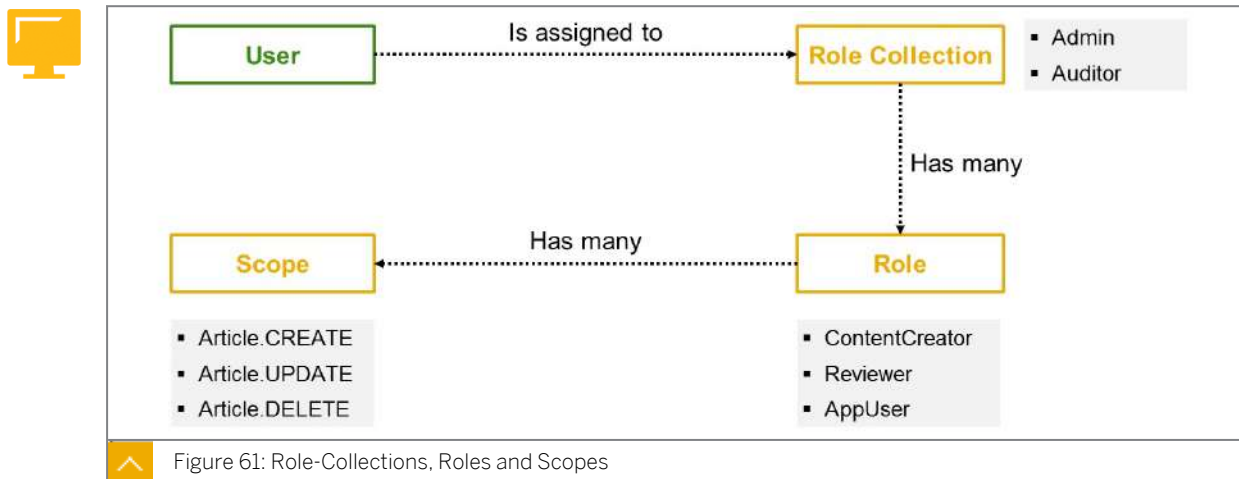 User
Is assigned to
Role Collection
▪ Admin
▪ Auditor
Has many
Scope
Has many
Role
▪ Article.CREATE
▪ Article.UPDATE
▪ Article.DELETE
▪ ContentCreator
▪ Reviewer
▪ AppUser
Figure 61: Role-Collections, Roles and Scopes